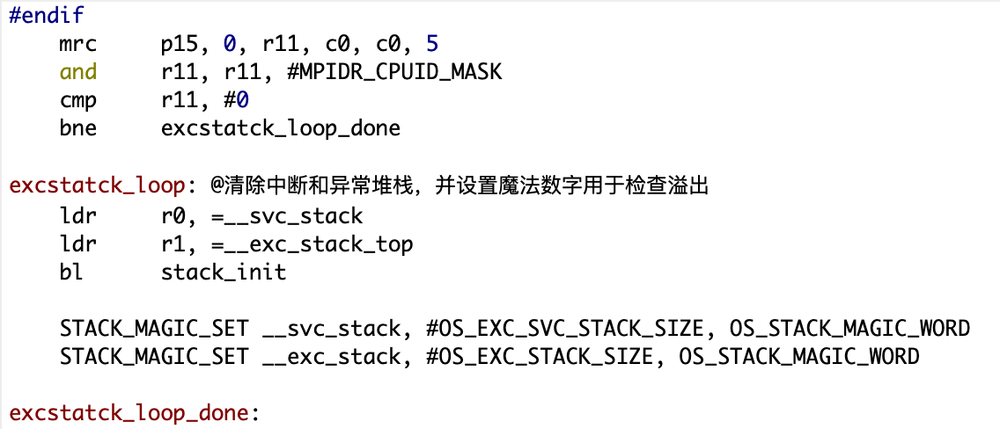 #endif
mrc p15, 0, r11, c0, c0, 5
and r11, r11, #MPIDR_CPUID_MASK
cmp r11, #0
bne excstatck_loop_done
excstatck_loop: @清除中断和异常堆栈，并设置魔法数字用于检查溢出
ldr r0, =__svc_stack
ldr r1, =__exc_stack_top
bl stack_init
STACK_MAGIC_SET __svc_stack, #OS_EXC_SVC_STACK_SIZE, OS_STACK_MAGIC_WORD
STACK_MAGIC_SET __exc_stack, #OS_EXC_STACK_SIZE, OS_STACK_MAGIC_WORD
excstatck_loop_done: